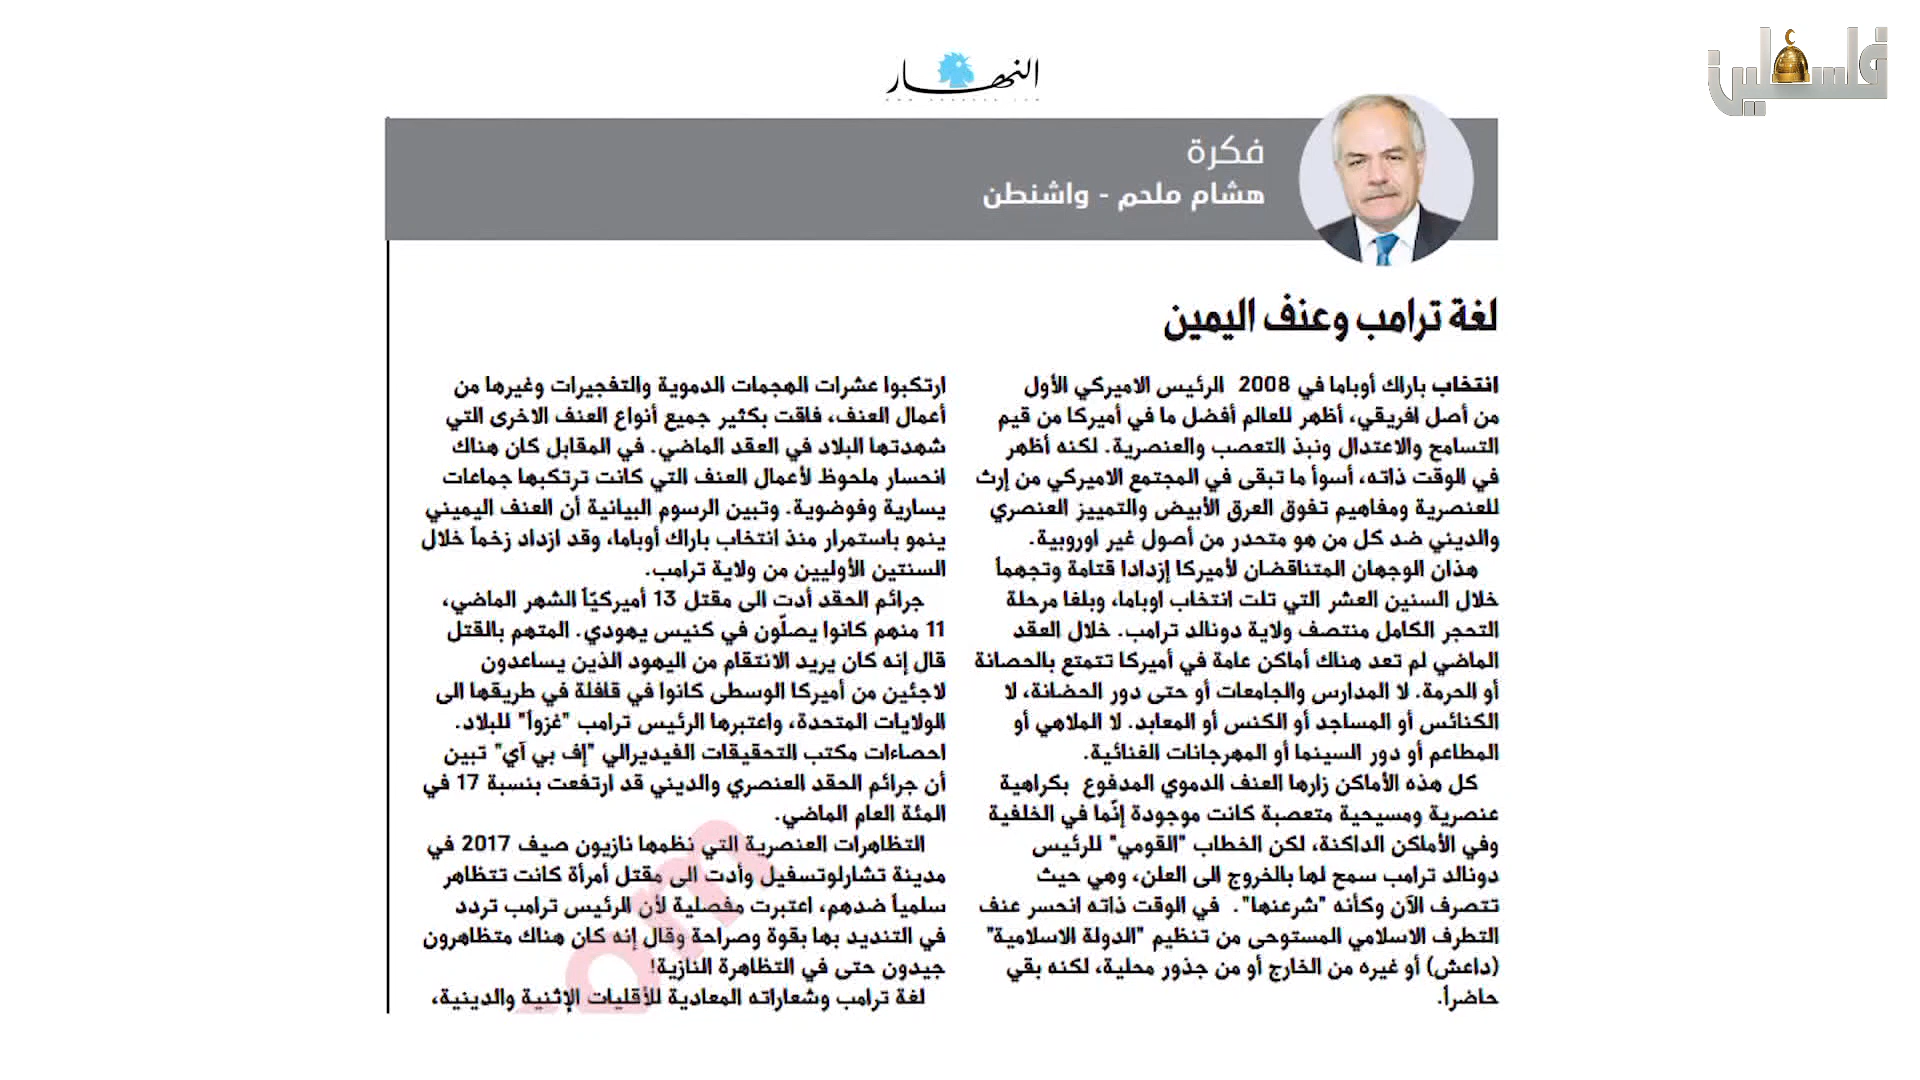 النهار
فلسطين
فكرة
هشام ملحم - واشنطن
لغة ترامب وعنف اليمين
انتخاب باراك أوباما في 2008 الرئيس الاميركي الأول
من أصل افريقي، أظهر للعالم أفضل ما في أميركا من قيم
التسامح والاعتدال ونبذ التعصب والعنصرية. لكنه أظهر
في الوقت ذاته، أسوأ ما تبقى في المجتمع الاميركي من إرث
للعنصرية ومفاهيم تفوق العرق الأبيض والتمييز العنصري
والديني ضد كل من هو متحدر من أصول غير اوروبية.
هذان الوجهان المتناقضان لأميركا إزدادا قتامة وتجهماً
خلال السنين العشر التي تلت انتخاب اوباما، وبلغا مرحلة
التحجر الكامل منتصف ولاية دونالد ترامب. خلال العقد
الماضي لم تعد هناك أماكن عامة في أميركا تتمتع بالحصانة
أو الحرمة. لا المدارس والجامعات أو حتى دور الحضانة، لا
الكنائس أو المساجد أو الكنس أو المعابد. لا الملاهي أو
المطاعم أو دور السينما أو المهرجانات الغنائية.
كل هذه الأماكن زارها العنف الدموي المدفوع بكراهية
عنصرية ومسيحية متعصبة كانت موجودة إنّما في الخلفية
وفي الأماكن الداكنة، لكن الخطاب "القومي" للرئيس
دونالد ترامب سمح لها بالخروج الى العلن، وهي حيث
تتصرف الآن وكأنه "شرعنها". في الوقت ذاته انحسر عنف
التطرف الاسلامي المستوحى من تنظيم "الدولة الاسلامية"
(داعش) أو غيره من الخارج أو من جذور محلية، لكنه بقي
حاضراً.
ارتكبوا عشرات الهجمات الدموية والتفجيرات وغيرها من
أعمال العنف، فاقت بكثير جميع أنواع العنف الاخرى التي
شهدتها البلاد في العقد الماضي. في المقابل كان هناك
انحسار ملحوظ لأعمال العنف التي كانت ترتكبها جماعات
يسارية وفوضوية. وتبين الرسوم البيانية أن العنف اليميني
ينمو باستمرار منذ انتخاب باراك أوباما، وقد ازداد زخماً خلال
السنتين الأوليين من ولاية ترامب.
جرائم الحقد أدت الى مقتل 13 أميركيّاً الشهر الماضي،
11 منهم كانوا يصلّون في كنيس يهودي. المتهم بالقتل
قال إنه كان يريد الانتقام من اليهود الذين يساعدون
لاجئين من أميركا الوسطى كانوا في قافلة في طريقها الى
الولايات المتحدة، واعتبرها الرئيس ترامب "غزواً" للبلاد.
احصاءات مكتب التحقيقات الفيديرالي "إف بي آي" تبين
أن جرائم الحقد العنصري والديني قد ارتفعت بنسبة 17 في
المئة العام الماضي.
التظاهرات العنصرية التي نظمها نازيون صيف 2017 في
مدينة تشارلوتسفيل وأدت الى مقتل أمرأة كانت تتظاهر
سلمياً ضدهم، اعتبرت مفصلية لأن الرئيس ترامب تردد
في التنديد بها بقوة وصراحة وقال إنه كان هناك متظاهرون
جيدون حتى في التظاهرة النازية!
لغة ترامب وشعاراته المعادية للأقليات الإثنية والدينية،